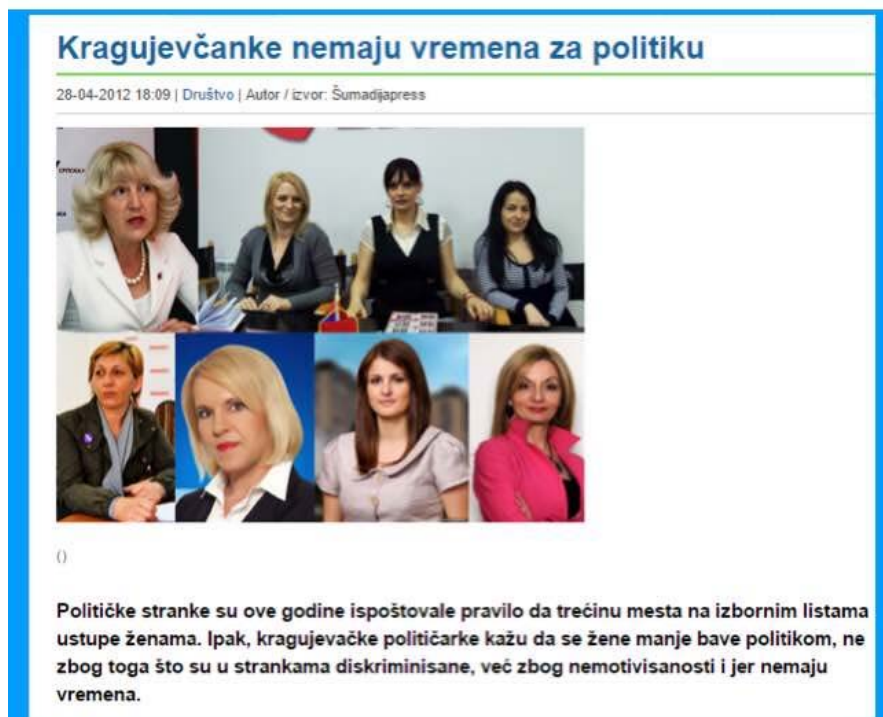 Kragujevčanke nemaju vremena za politiku
28-04-2012 18:09 | Društvo | Autor / izvor: Šumadijapress
()
Političke stranke su ove godine ispoštovale pravilo da trećinu mesta na izbornim listama
ustupe ženama. Ipak, kragujevačke političarke kažu da se žene manje bave politikom, ne
zbog toga što su u strankama diskriminisane, već zbog nemotivisanosti i jer nemaju
vremena.